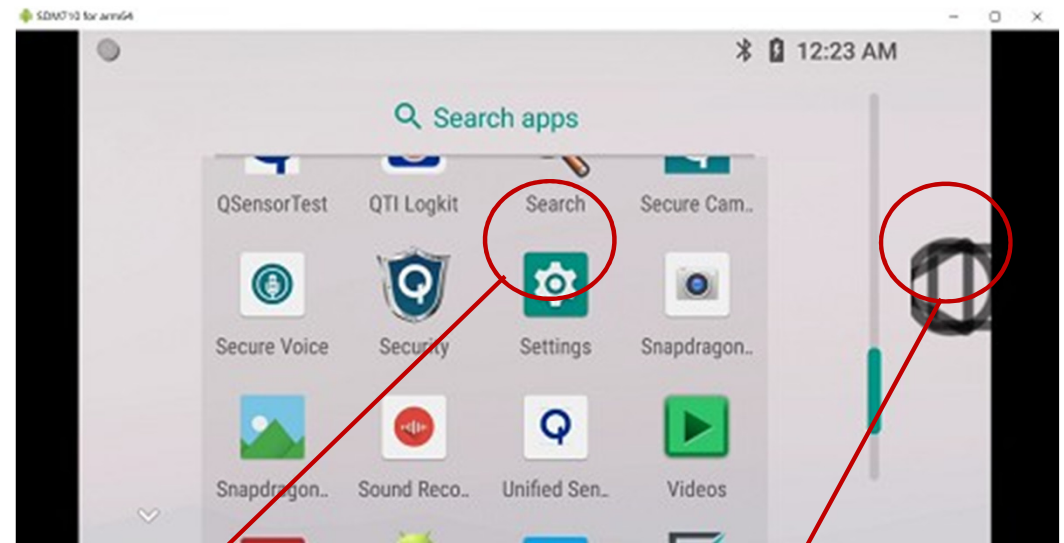 SDM710 for arm64
12:23 AM
Search apps
QSensorTest QTI Logkit Search Secure Cam..
Secure Voice Security Settings Snapdragon..
Snapdragon.. Sound Reco.. Unified Sen.. Videos